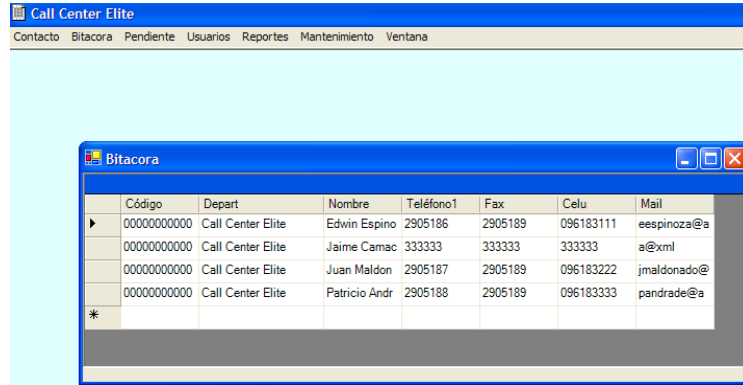 Call Center Elite
Contacto Bitacora Pendiente Usuarios Reportes Mantenimiento Ventana
Bitacora
Código Depart Nombre Teléfono1 Fax Celu Mail
00000000000 Call Center Elite Edwin Espino 2905186 2905189 096183111 eespinoza@a
00000000000 Call Center Elite Jaime Camac 333333 333333 333333 a@xml
00000000000 Call Center Elite Juan Maldon 2905187 2905189 096183222 jmaldonado@
00000000000 Call Center Elite Patricio Andr 2905188 2905189 096183333 pandrade@a